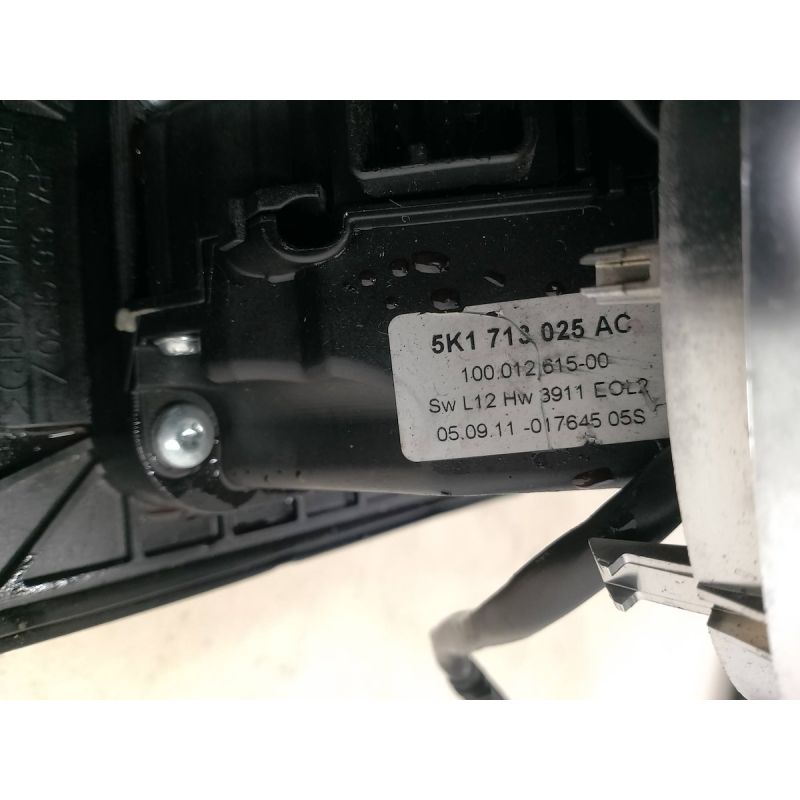 5K1 713 025 AC
100.012.615-00
Sw L12 Hw 3911 EOL2
05.09.11 -017645 05S